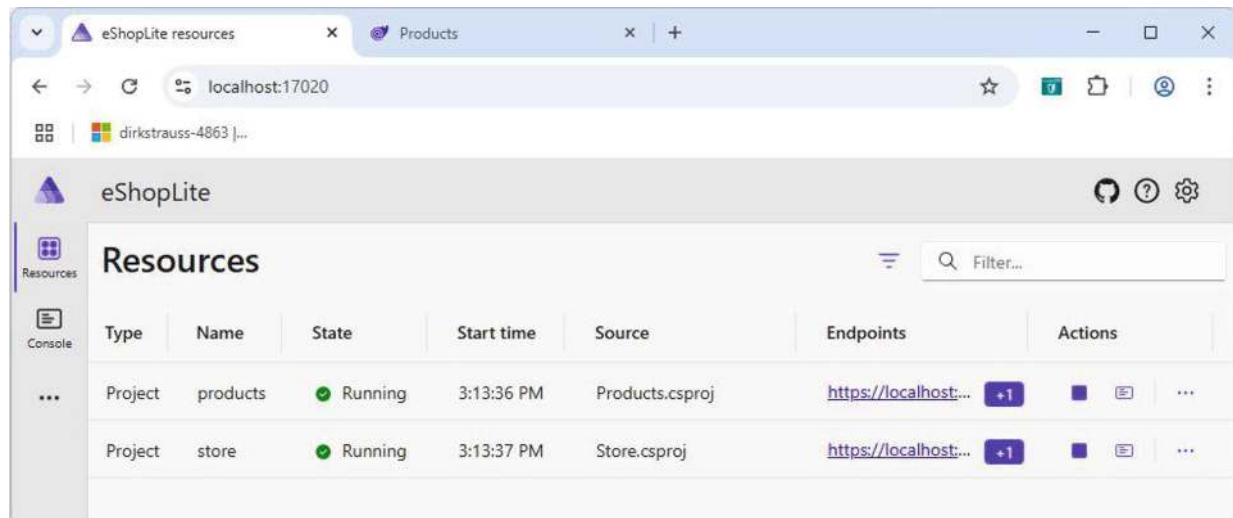 eShopLite resources
Products
localhost:17020
dirkstrauss-4863 |...
eShopLite
Resources
Resources
Filter...
Console
Type Name State Start time Source Endpoints Actions
Project products Running 3:13:36 PM Products.csproj https://localhost:... +1
Project store Running 3:13:37 PM Store.csproj https://localhost:... +1